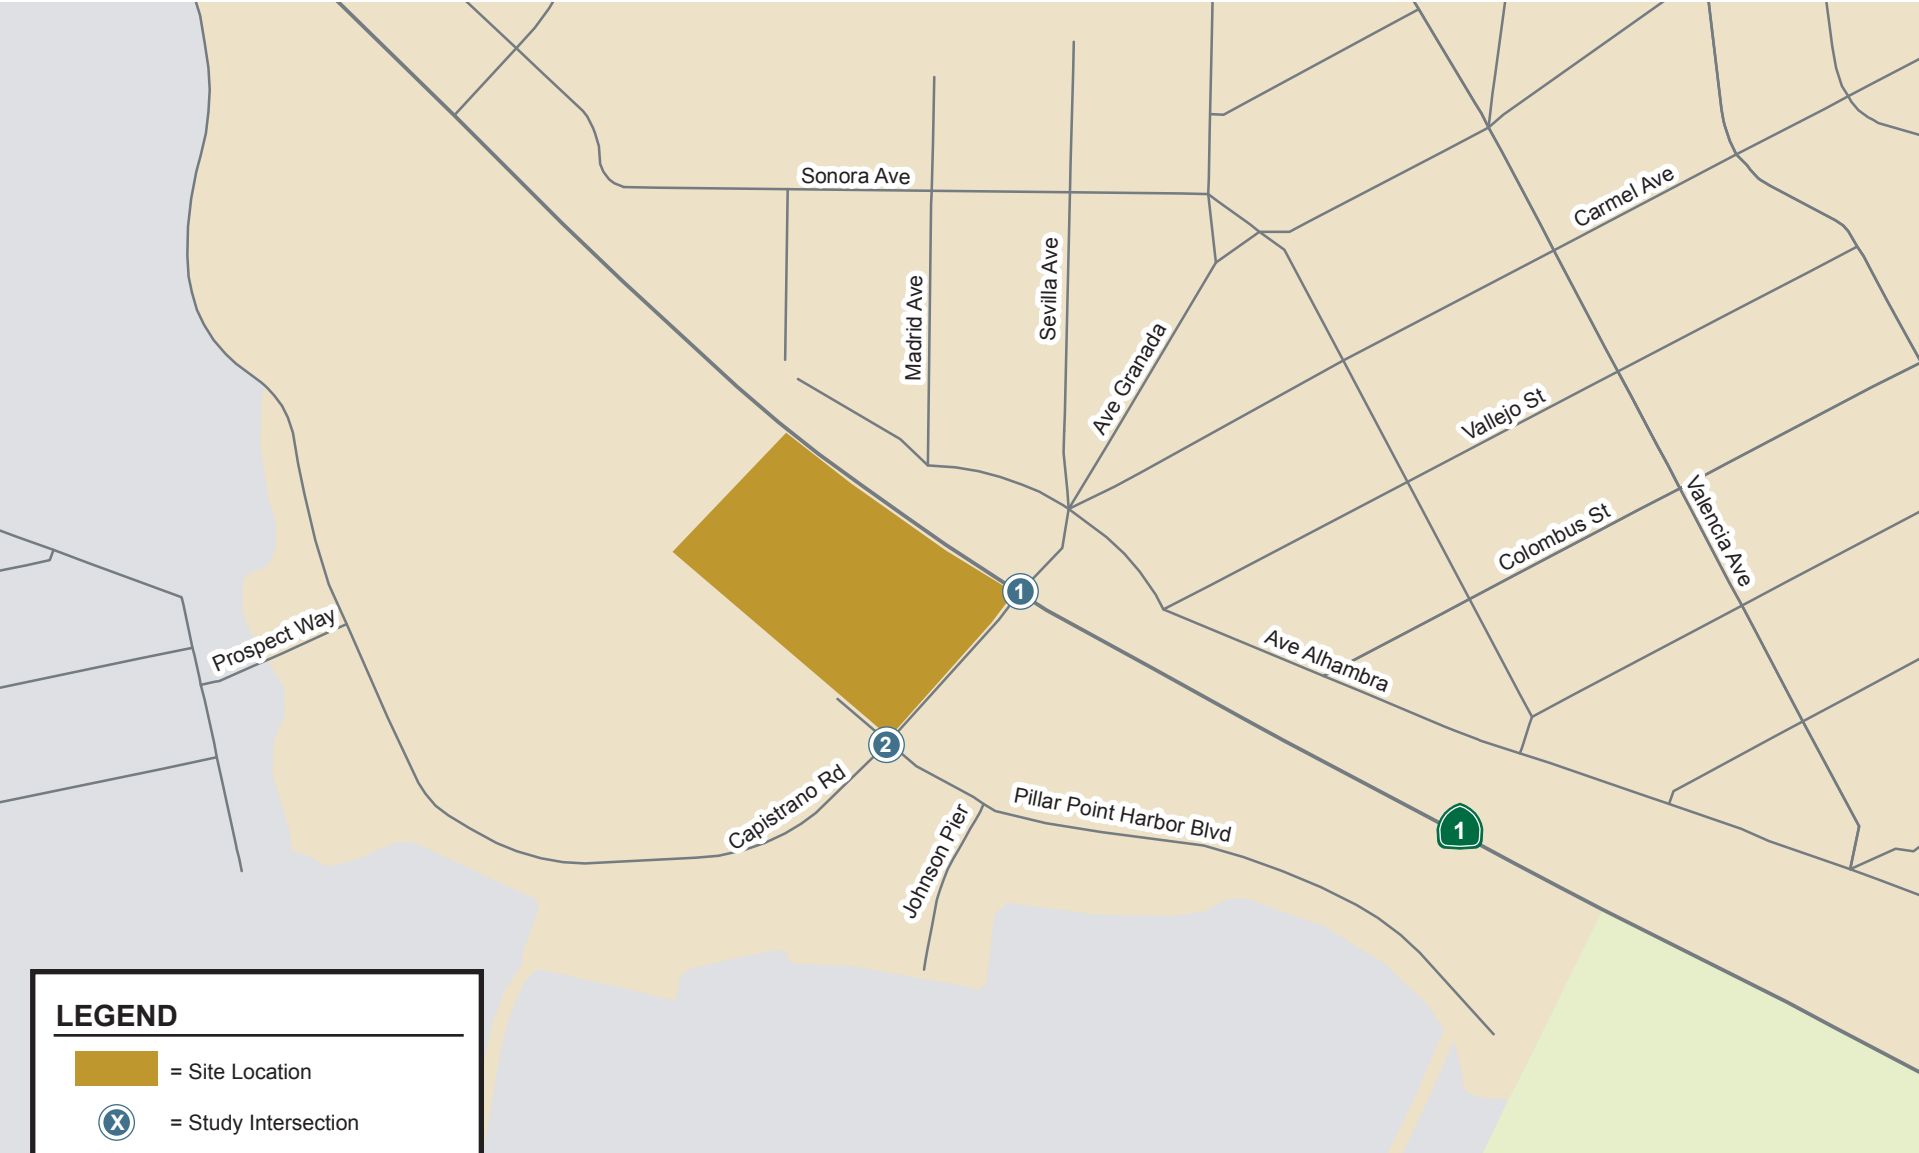 Sonora Ave
Carmel Ave
Madrid Ave
Sevilla Ave
Ave Granada
Vallejo St
Colombus St
Valencia Ave
1
Prospect Way
Ave Alhambra
2
Capistrano Rd
Johnson Pier
Pillar Point Harbor Blvd
1
LEGEND
= Site Location
X = Study Intersection